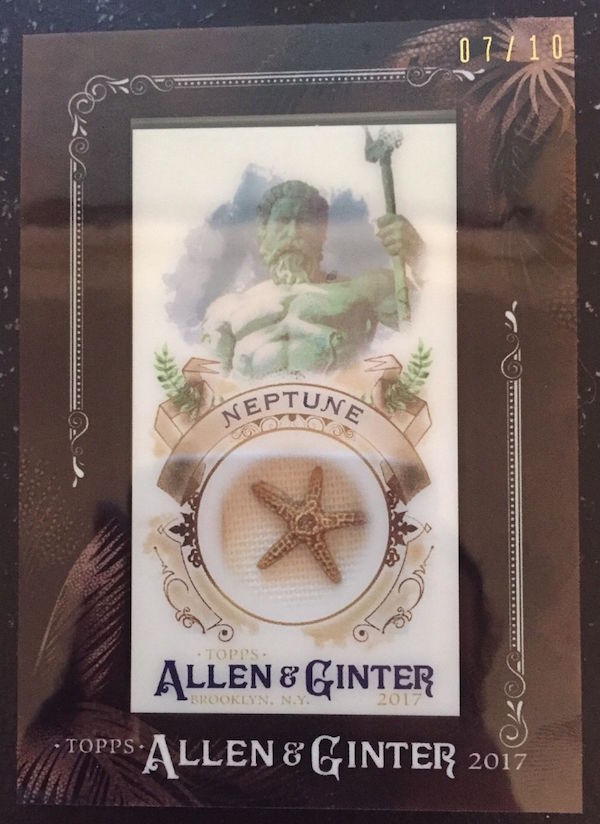 07/10
NEPTUNE
· TOPPS ·
ALLEN & GINTER
BROOKLYN, N.Y. 2017
· TOPPS · ALLEN & GINTER 2017